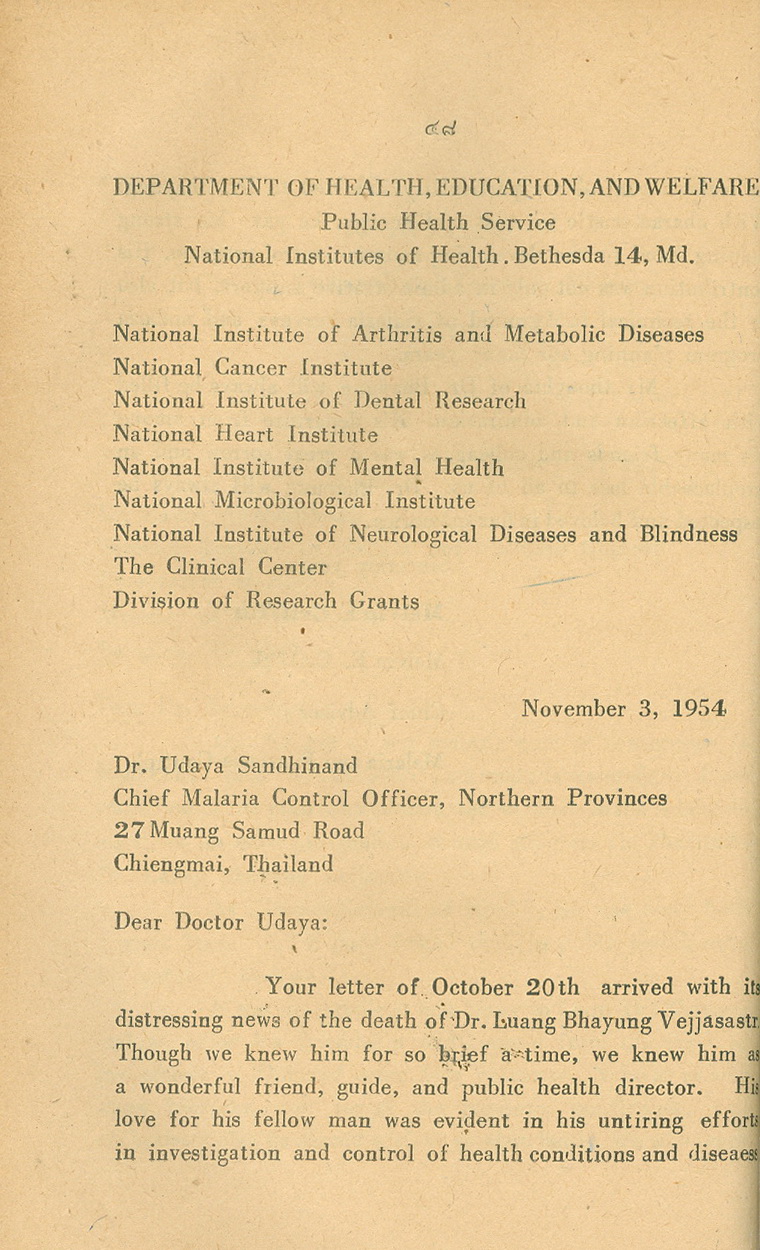 ๔๘
DEPARTMENT OF HEALTH, EDUCATION, AND WELFARE
Public Health Service
National Institutes of Health. Bethesda 14, Md.
National Institute of Arthritis and Metabolic Diseases
National Cancer Institute
National Institute of Dental Research
National Heart Institute
National Institute of Mental Health
National Microbiological Institute
National Institute of Neurological Diseases and Blindness
The Clinical Center
Division of Research Grants
November 3, 1954
Dr. Udaya Sandhinand
Chief Malaria Control Officer, Northern Provinces
27 Muang Samud Road
Chiengmai, Thailand
Dear Doctor Udaya:
Your letter of October 20th arrived with its
distressing news of the death of Dr. Luang Bhayung Vejjasastr
Though we knew him for so brief a time, we knew him as
a wonderful friend, guide, and public health director. His
love for his fellow man was evident in his untiring efforts
in investigation and control of health conditions and diseaess